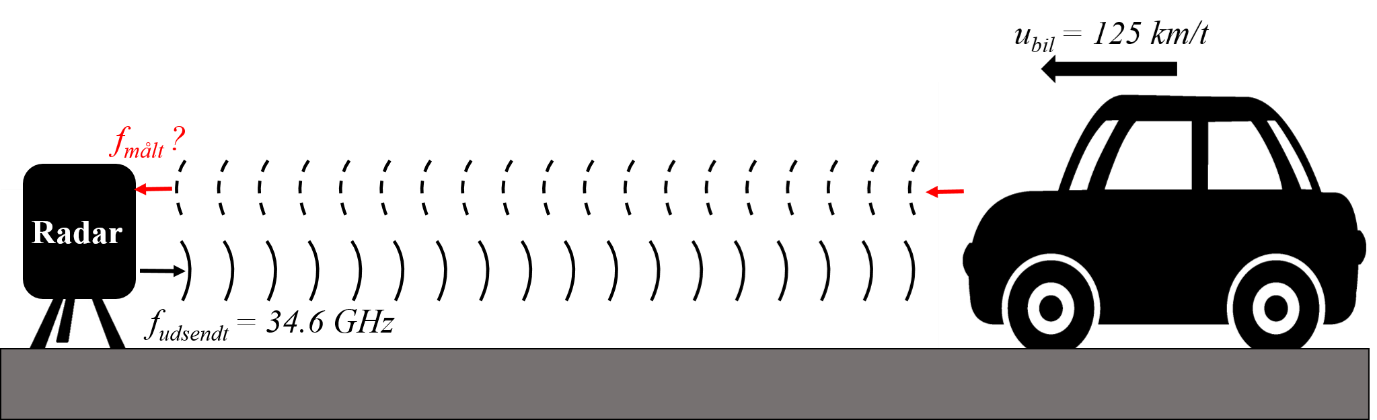 u_bil = 125 km/t
f_målt ?
Radar
f_udsendt = 34.6 GHz